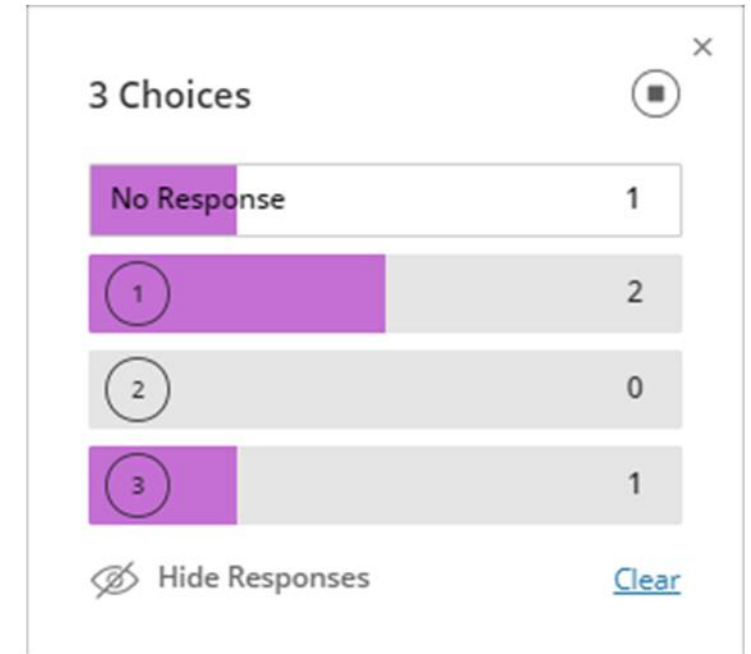 3 Choices
No Response 1
1 2
2 0
3 1
Hide Responses Clear